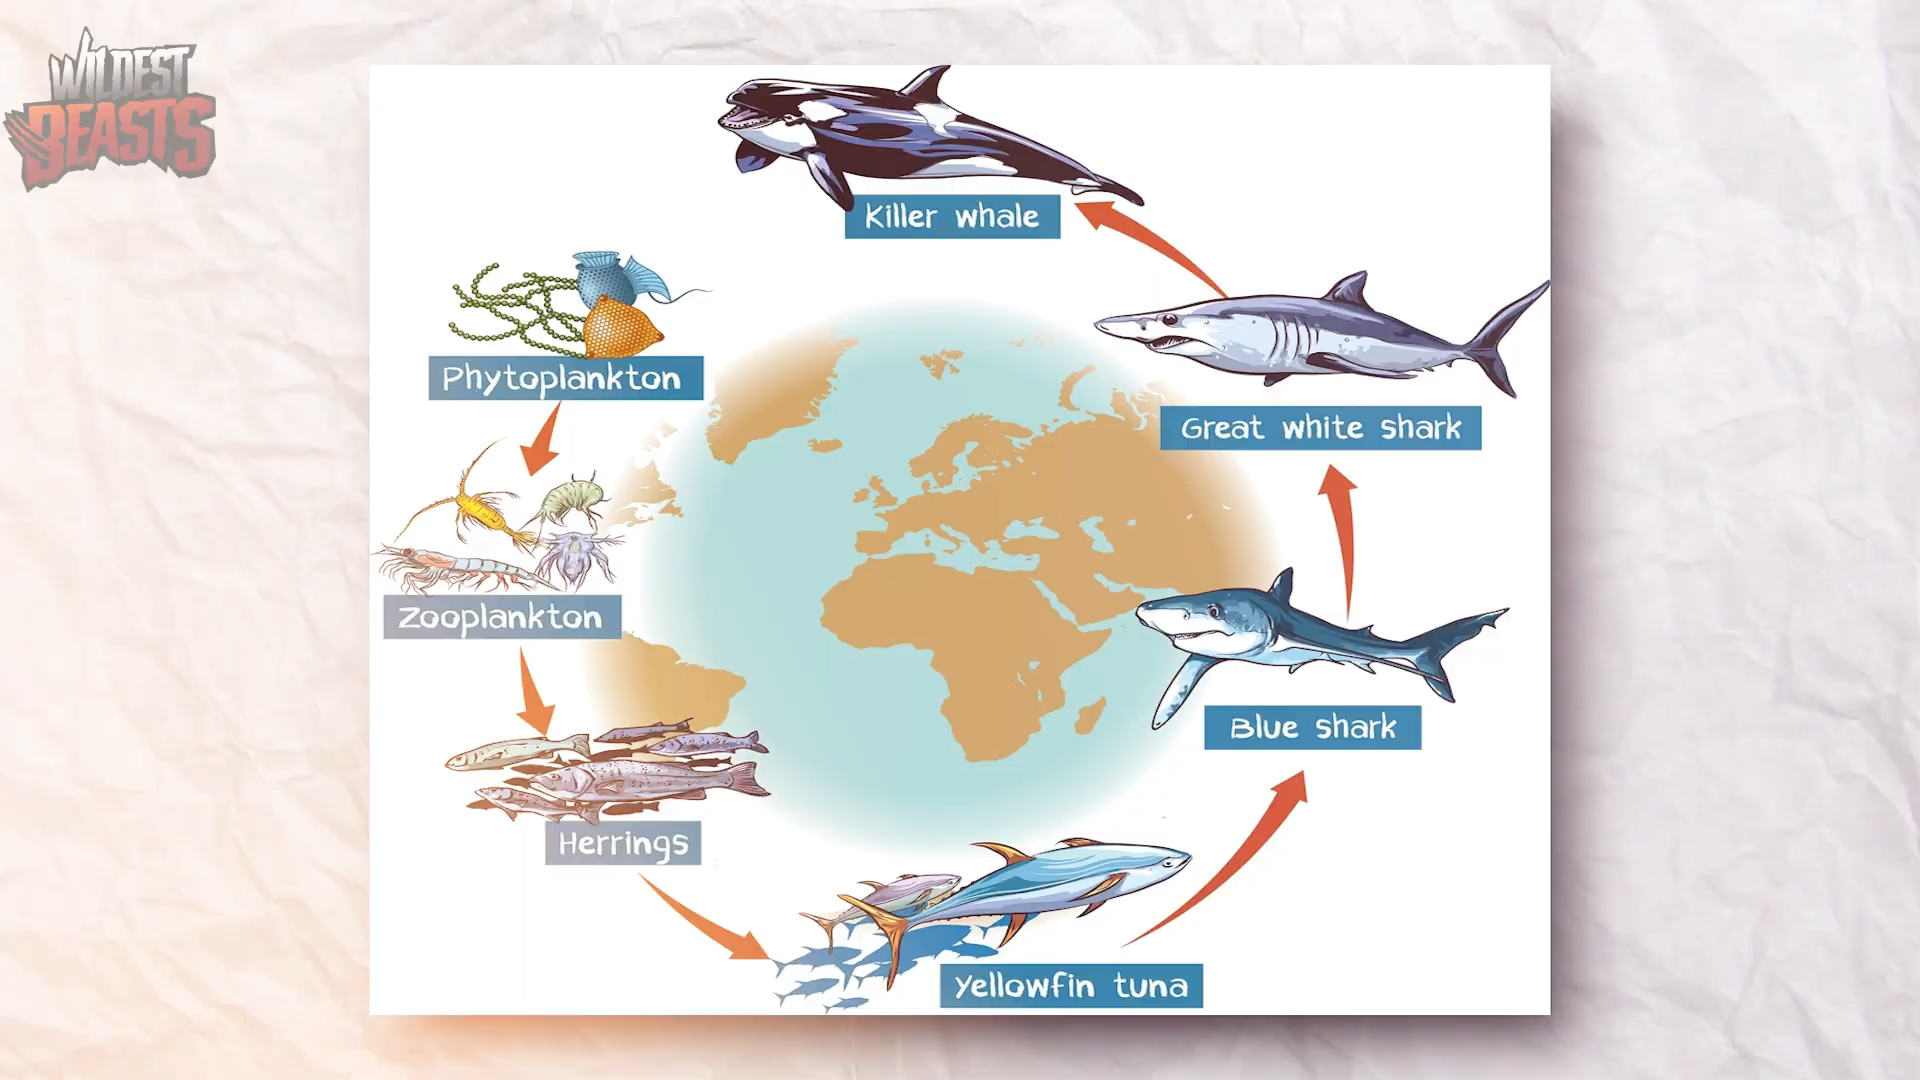 WILDEST
BEASTS
Killer whale
Phytoplankton
Great white shark
Zooplankton
Blue shark
Herrings
Yellowfin tuna